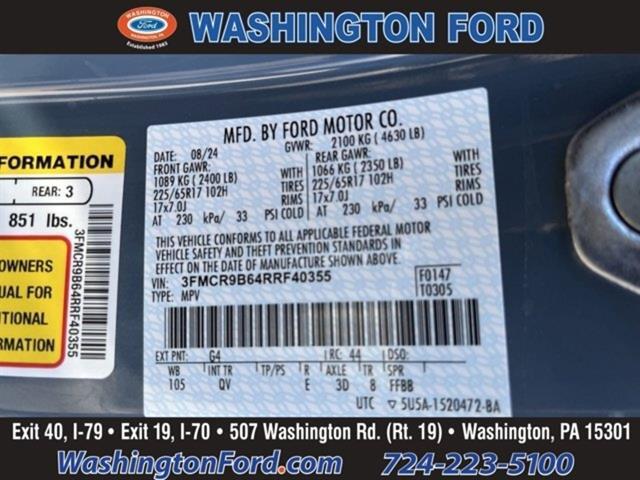 WASHINGTON FORD
Ford
WASHINGTON, PA
Established 1983
FORMATION
REAR: 3
851 lbs.
OWNERS
UAL FOR
ITIONAL
RMATION
3FMCR9B64RRF40355
MFD. BY FORD MOTOR CO.
DATE: 08/24 GVWR: 2100 KG ( 4630 LB)
FRONT GAWR: REAR GAWR:
1089 KG ( 2400 LB) 1066 KG ( 2350 LB)
225/65R17 102H TIRES 225/65R17 102H TIRES
17x7.0J RIMS 17x7.0J RIMS
AT 230 kPa/ 33 PSI COLD AT 230 kPa/ 33 PSI COLD
THIS VEHICLE CONFORMS TO ALL APPLICABLE FEDERAL MOTOR
VEHICLE SAFETY AND THEFT PREVENTION STANDARDS IN
EFFECT ON THE DATE OF MANUFACTURE SHOWN ABOVE.
VIN: 3FMCR9B64RRF40355 F0147
TYPE: MPV T0305
EXT PNT: G4 RC: 44 DSO:
WB INT TR TP/PS R AXLE TR SPR
105 QV E 3D 8 FFBB
UTC 5U5A-1520472-BA
Exit 40, I-79 • Exit 19, I-70 • 507 Washington Rd. (Rt. 19) • Washington, PA 15301
WashingtonFord.com 724-223-5100